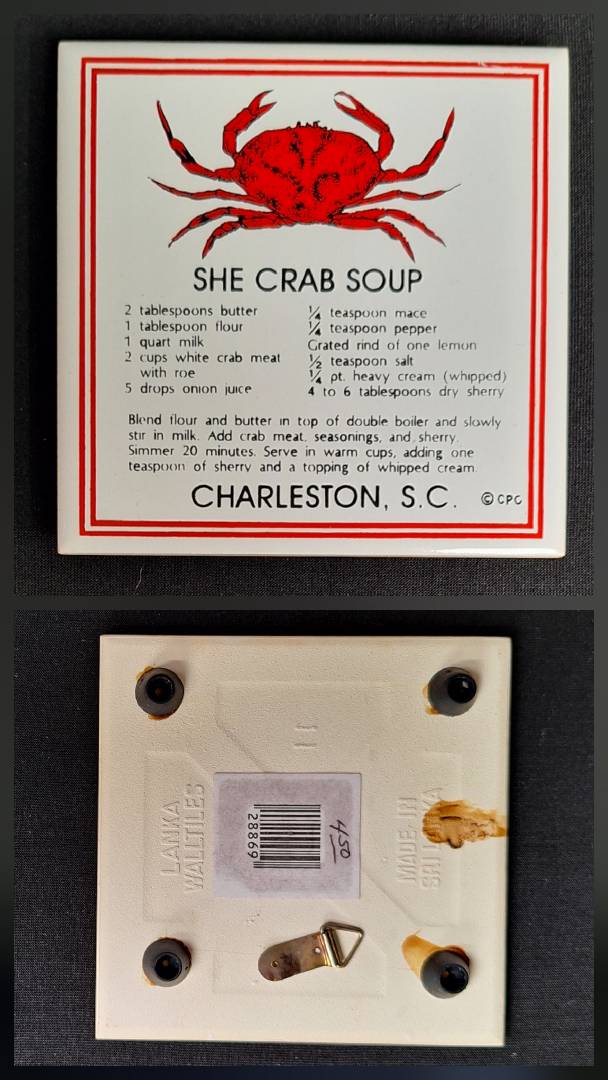 SHE CRAB SOUP
2 tablespoons butter
1 tablespoon flour
1 quart milk
2 cups white crab meat
with roe
5 drops onion juice
¼ teaspoon mace
¼ teaspoon pepper
Grated rind of one lemon
½ teaspoon salt
¼ pt. heavy cream (whipped)
4 to 6 tablespoons dry sherry
Blend flour and butter in top of double boiler and slowly
stir in milk. Add crab meat, seasonings, and sherry.
Simmer 20 minutes. Serve in warm cups, adding one
teaspoon of sherry and a topping of whipped cream.
CHARLESTON, S.C.
© CPC
LANKA
WALLTILES
28869
450
MADE IN
SRI LANKA